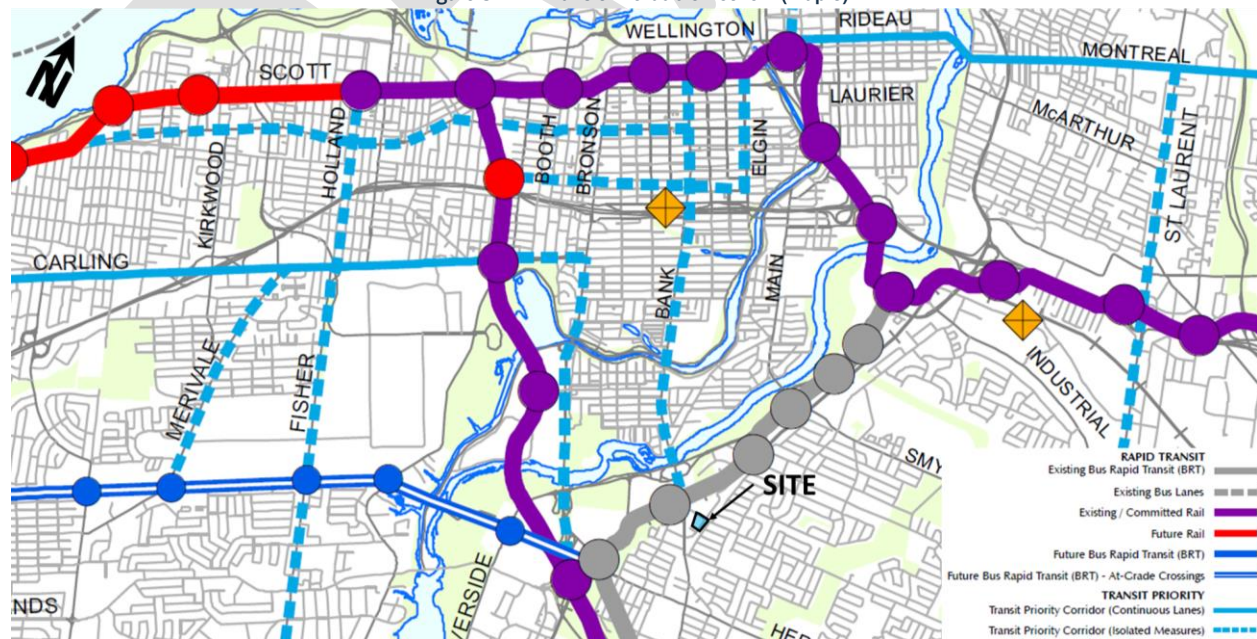 WELLINGTON
RIDEAU
MONTREAL
SCOTT
LAURIER
McARTHUR
N
KIRKWOOD
HOLLAND
BOOTH
BRONSON
ELGIN
ST LAURENT
CARLING
BANK
MAIN
MERIVALE
FISHER
INDUSTRIAL
SITE
RAPID TRANSIT
Existing Bus Rapid Transit (BRT)
Existing Bus Lanes
Existing / Committed Rail
Future Rail
Future Bus Rapid Transit (BRT)
Future Bus Rapid Transit (BRT) - At-Grade Crossings
TRANSIT PRIORITY
Transit Priority Corridor (Continuous Lanes)
Transit Priority Corridor (Isolated Measures)
SMY
NDS
VERSIDE
HER